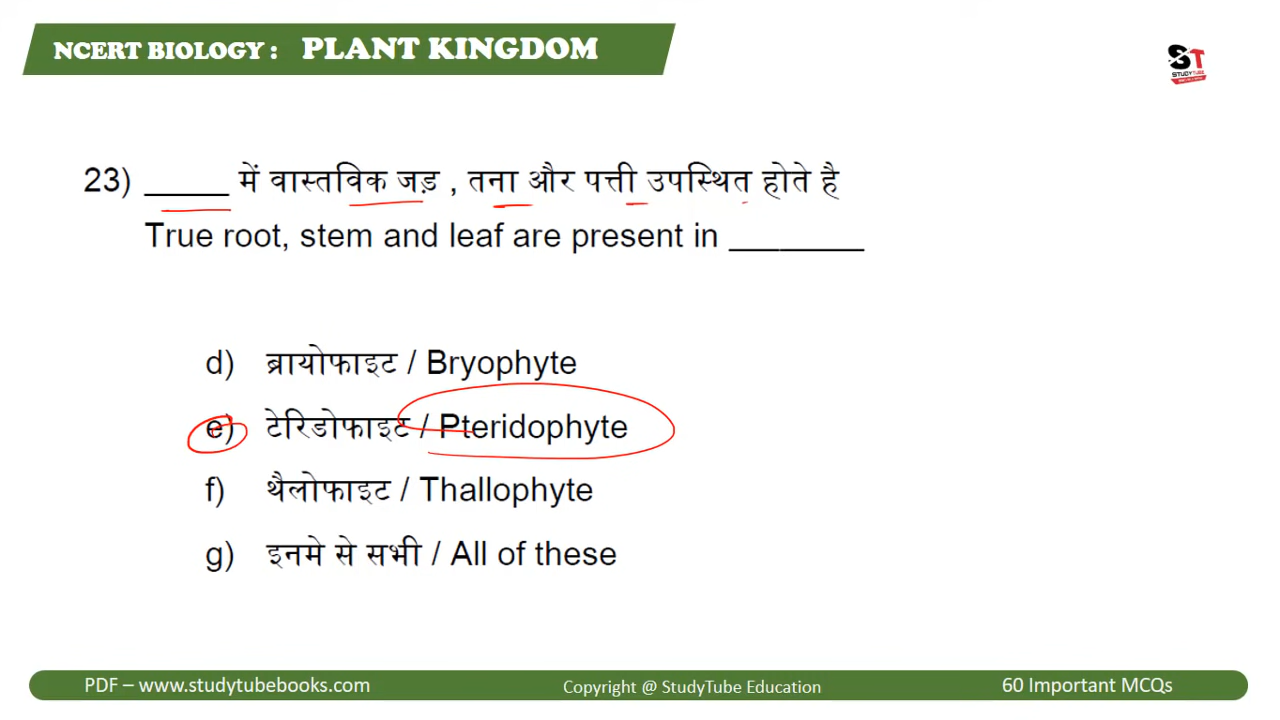 NCERT BIOLOGY : PLANT KINGDOM
ST
STUDYTUBE
23) _____ में वास्तविक जड़ , तना और पत्ती उपस्थित होते है
True root, stem and leaf are present in ________
d) ब्रायोफाइट / Bryophyte
e) टेरिडोफाइट / Pteridophyte
f) थैलोफाइट / Thallophyte
g) इनमे से सभी / All of these
PDF – www.studytubebooks.com
Copyright @ StudyTube Education
60 Important MCQs